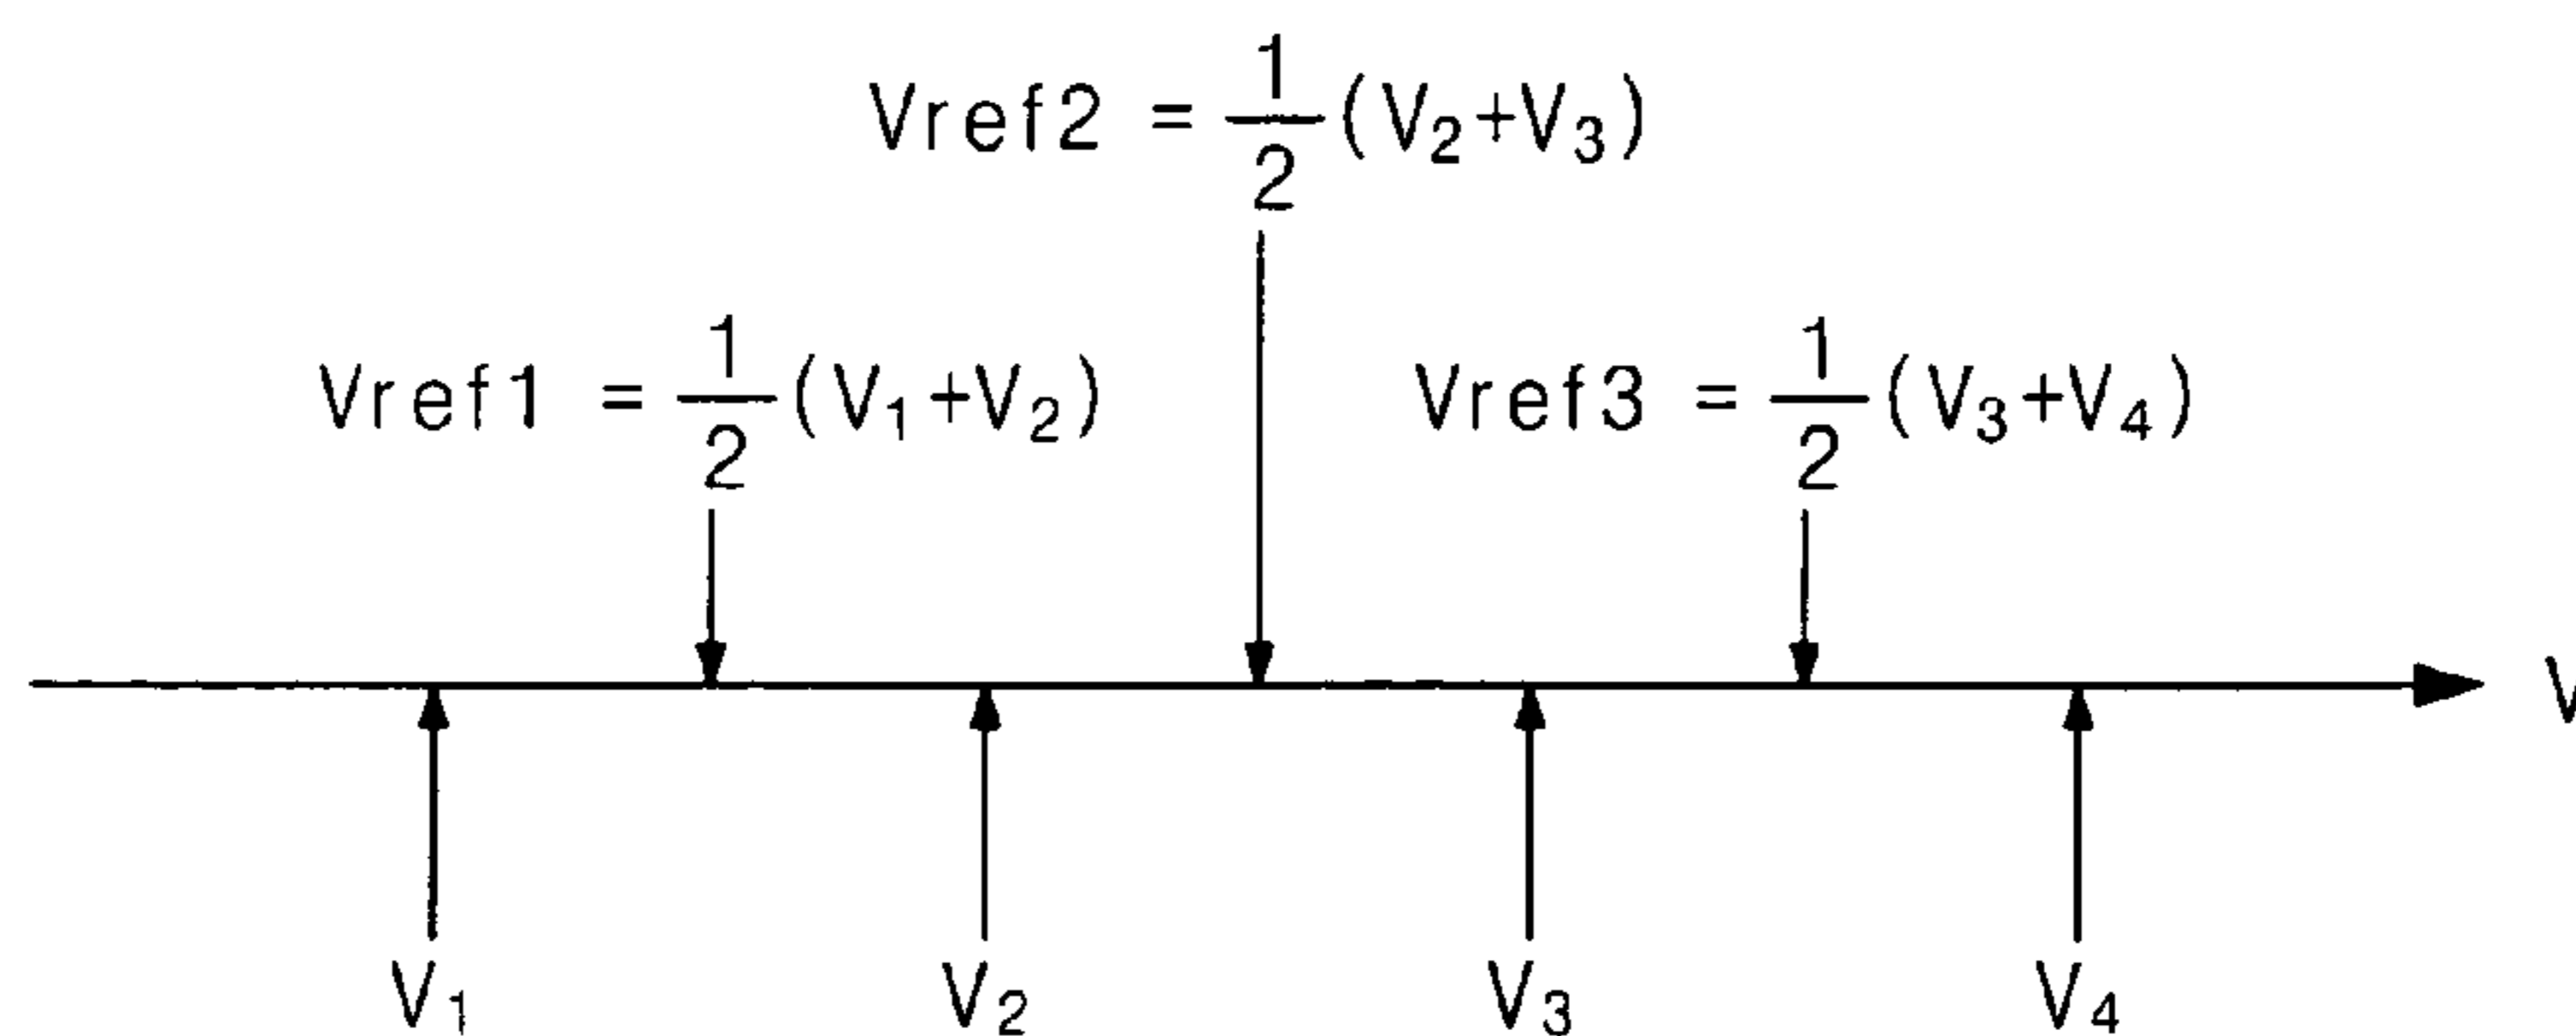 Vref2 = 1/2 (V₂+V₃)
Vref1 = 1/2 (V₁+V₂)
Vref3 = 1/2 (V₃+V₄)
V
V₁
V₂
V₃
V₄